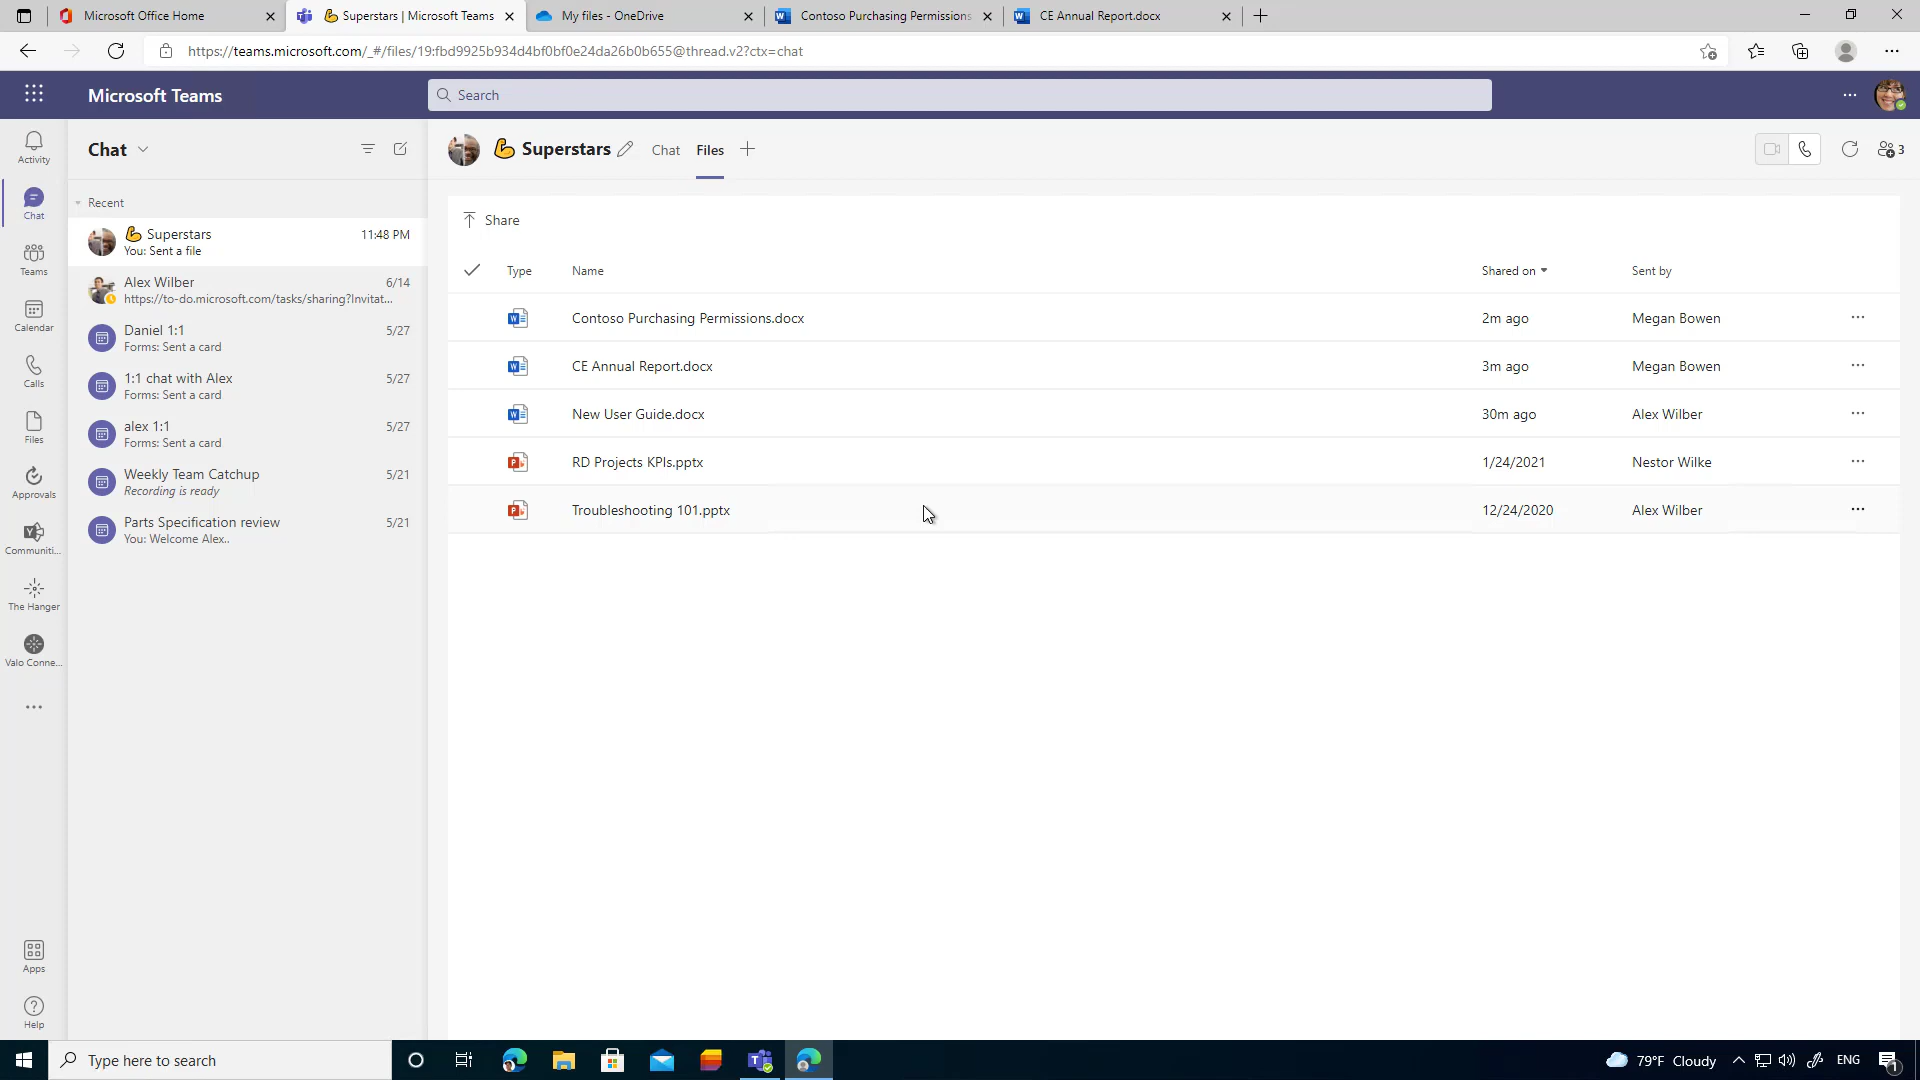 Microsoft Office Home
💪 Superstars | Microsoft Teams
My files - OneDrive
Contoso Purchasing Permissions
CE Annual Report.docx
https://teams.microsoft.com/_#/files/19:fbd9925b934d4bf0bf0e24da26b0b655@thread.v2?ctx=chat
Microsoft Teams
Search
Activity
Chat
Teams
Calendar
Calls
Files
Approvals
Communiti...
The Hanger
Valo Conne...
Apps
Help
Chat
Recent
💪 Superstars 11:48 PM
You: Sent a file
Alex Wilber 6/14
https://to-do.microsoft.com/tasks/sharing?Invitat...
Daniel 1:1 5/27
Forms: Sent a card
1:1 chat with Alex 5/27
Forms: Sent a card
alex 1:1 5/27
Forms: Sent a card
Weekly Team Catchup 5/21
Recording is ready
Parts Specification review 5/21
You: Welcome Alex..
💪 Superstars Chat Files 3
Share
Type Name Shared on Sent by
Contoso Purchasing Permissions.docx 2m ago Megan Bowen
CE Annual Report.docx 3m ago Megan Bowen
New User Guide.docx 30m ago Alex Wilber
RD Projects KPIs.pptx 1/24/2021 Nestor Wilke
Troubleshooting 101.pptx 12/24/2020 Alex Wilber
Type here to search
79°F Cloudy ENG 1